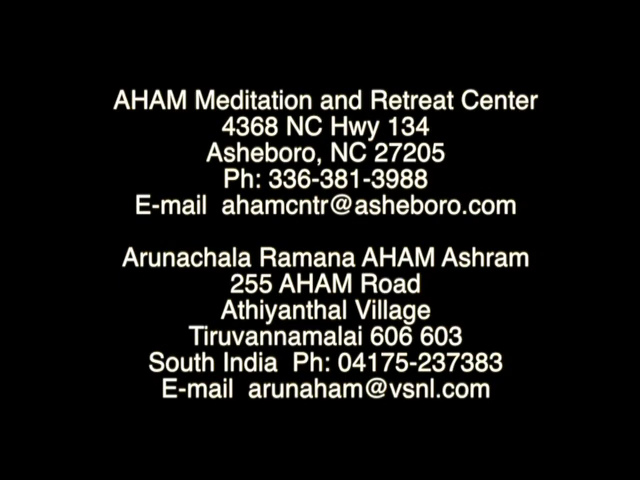 AHAM Meditation and Retreat Center
4368 NC Hwy 134
Asheboro, NC 27205
Ph: 336-381-3988
E-mail  ahamcntr@asheboro.com
Arunachala Ramana AHAM Ashram
255 AHAM Road
Athiyanthal Village
Tiruvannamalai 606 603
South India  Ph: 04175-237383
E-mail  arunaham@vsnl.com